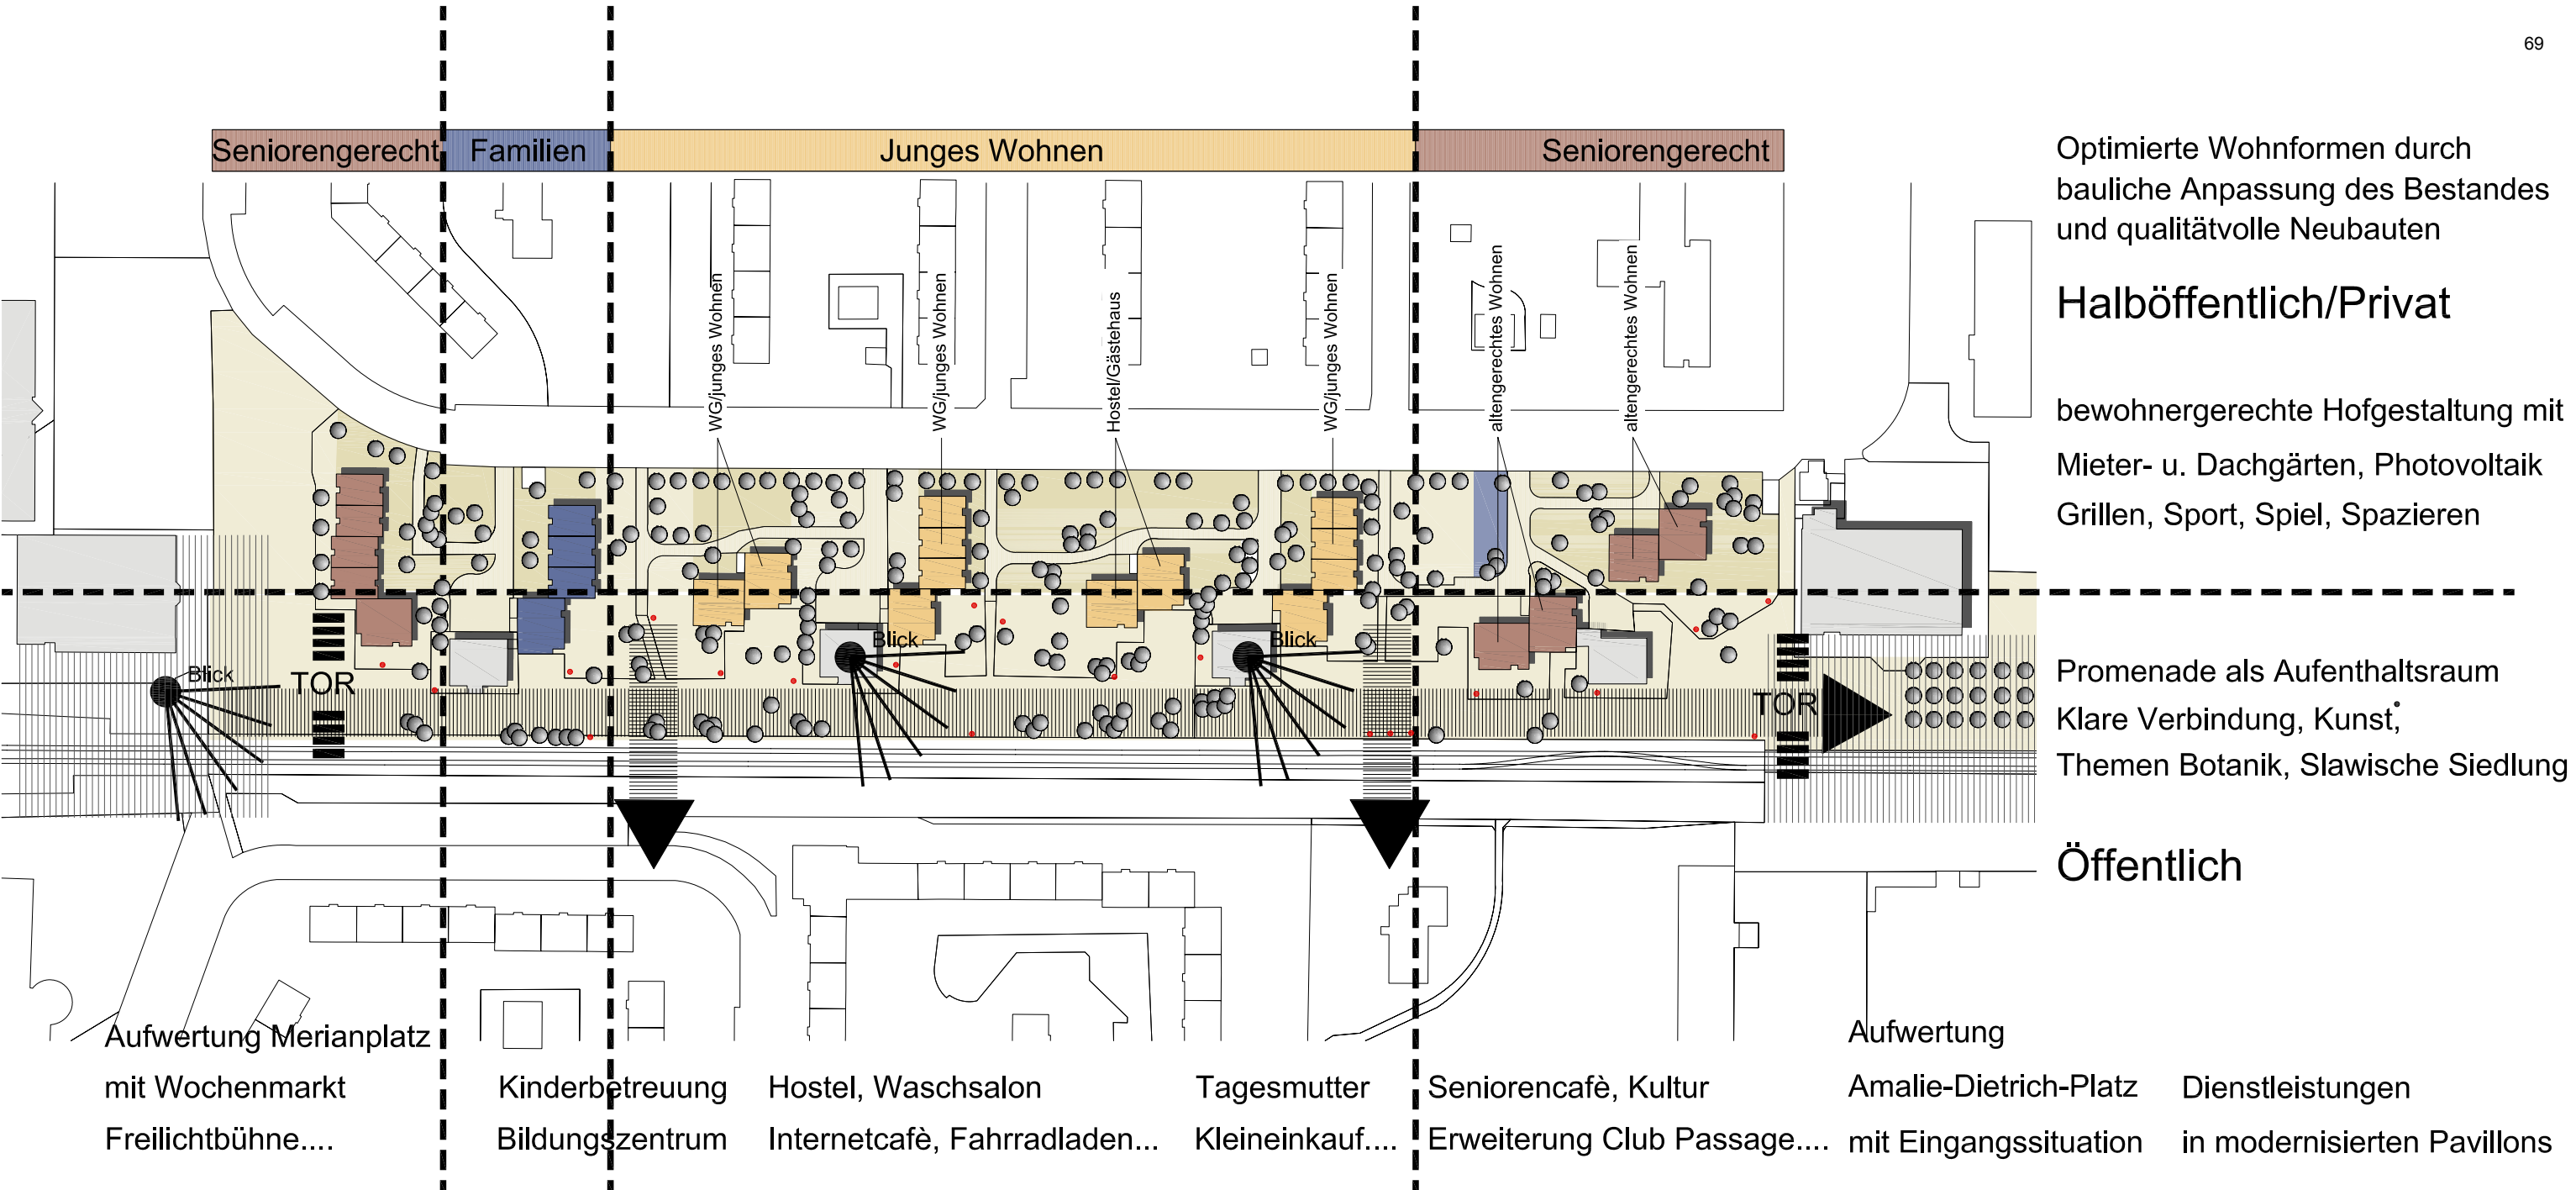 69
Seniorengerecht
Familien
Junges Wohnen
Seniorengerecht
Optimierte Wohnformen durch
bauliche Anpassung des Bestandes
und qualitätvolle Neubauten
Halböffentlich/Privat
WG/junges Wohnen
WG/junges Wohnen
Hostel/Gästehaus
WG/junges Wohnen
altengerechtes Wohnen
altengerechtes Wohnen
bewohnergerechte Hofgestaltung mit
Mieter- u. Dachgärten, Photovoltaik
Grillen, Sport, Spiel, Spazieren
Blick
TOR
Blick
Blick
TOR
Promenade als Aufenthaltsraum
Klare Verbindung, Kunst,
Themen Botanik, Slawische Siedlung
Öffentlich
Aufwertung Merianplatz
mit Wochenmarkt
Freilichtbühne....
Kinderbetreuung
Bildungszentrum
Hostel, Waschsalon
Internetcafè, Fahrradladen...
Tagesmutter
Kleineinkauf....
Seniorencafè, Kultur
Erweiterung Club Passage....
Aufwertung
Amalie-Dietrich-Platz
mit Eingangssituation
Dienstleistungen
in modernisierten Pavillons